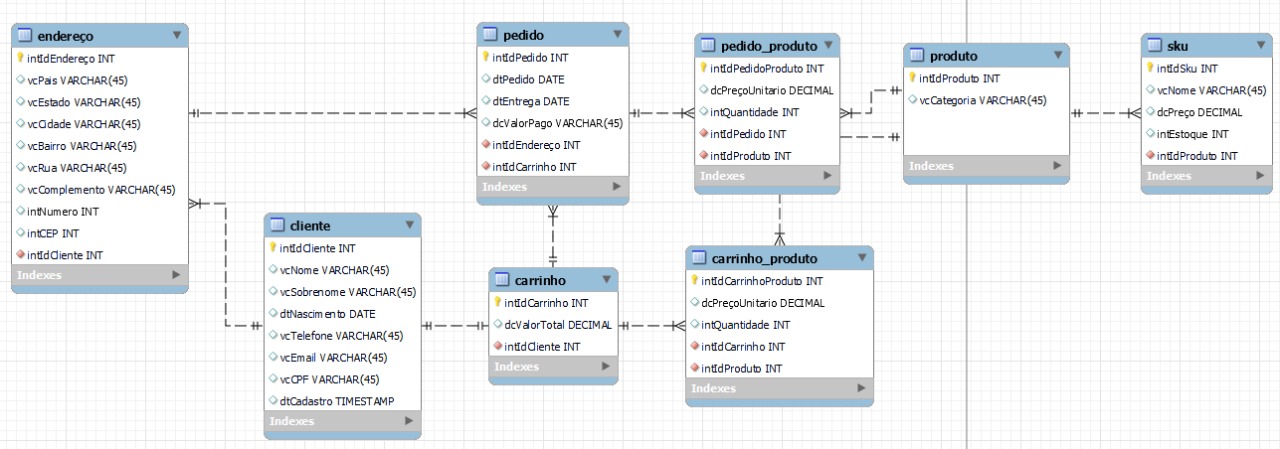 endereço
intIdEndereço INT
vcPais VARCHAR(45)
vcEstado VARCHAR(45)
vcCidade VARCHAR(45)
vcBairro VARCHAR(45)
vcRua VARCHAR(45)
vcComplemento VARCHAR(45)
intNumero INT
intCEP INT
intIdCliente INT
Indexes
cliente
intIdCliente INT
vcNome VARCHAR(45)
vcSobrenome VARCHAR(45)
dtNascimento DATE
vcTelefone VARCHAR(45)
vcEmail VARCHAR(45)
vcCPF VARCHAR(45)
dtCadastro TIMESTAMP
Indexes
pedido
intIdPedido INT
dtPedido DATE
dtEntrega DATE
dcValorPago VARCHAR(45)
intIdEndereço INT
intIdCarrinho INT
Indexes
carrinho
intIdCarrinho INT
dcValorTotal DECIMAL
intIdCliente INT
Indexes
pedido_produto
intIdPedidoProduto INT
dcPreçoUnitario DECIMAL
intQuantidade INT
intIdPedido INT
intIdProduto INT
Indexes
carrinho_produto
intIdCarrinhoProduto INT
dcPreçoUnitario DECIMAL
intQuantidade INT
intIdCarrinho INT
intIdProduto INT
Indexes
produto
intIdProduto INT
vcCategoria VARCHAR(45)
Indexes
sku
intIdSku INT
vcNome VARCHAR(45)
dcPreço DECIMAL
intEstoque INT
intIdProduto INT
Indexes